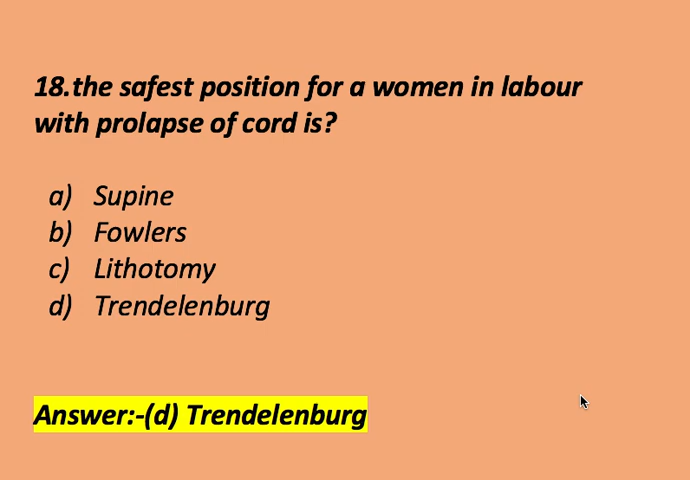 18.the safest position for a women in labour
with prolapse of cord is?
a) Supine
b) Fowlers
c) Lithotomy
d) Trendelenburg
Answer:-(d) Trendelenburg